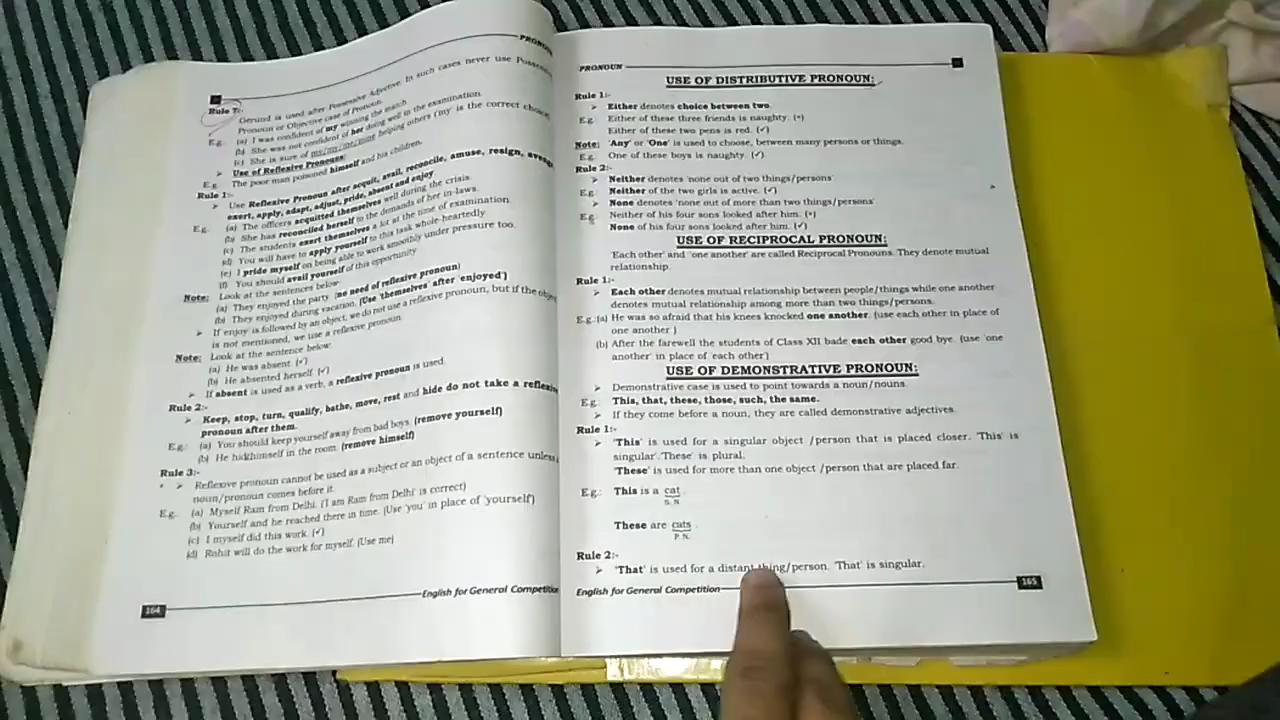 PRONOUN
Rule 7:-
Gerund is used after Possessive Adjective. In such cases never use Possessive
Pronoun or Objective case of Pronoun.
E.g. (a) I was confident of my winning the match.
(b) She was not confident of her doing well in the examination.
(c) She is sure of my/me/me/mine helping others ('my' is the correct choice
➢ Use of Reflexive Pronouns:
E.g. The poor man poisoned himself and his children.
Rule 1:-
➢ Use Reflexive Pronoun after acquit, avail, reconcile, amuse, resign, avenge
exert, apply, adapt, adjust, pride, absent and enjoy
E.g. (a) The officers acquitted themselves well during the crisis.
(b) She has reconciled herself to the demands of her in-laws.
(c) The students exert themselves a lot at the time of examination.
(d) You will have to apply yourself to this task whole-heartedly
(e) I pride myself on being able to work smoothly under pressure too.
(f) You should avail yourself of this opportunity
Note: Look at the sentences below
(a) They enjoyed the party (no need of reflexive pronoun)
(b) They enjoyed during vacation. (Use 'themselves' after 'enjoyed')
➢ If enjoy is followed by an object, we do not use a reflexive pronoun, but if the obje
is not mentioned, we use a reflexive pronoun.
Note: Look at the sentence below:
(a) He was absent. (✓)
(b) He absented herself. (✓)
➢ If absent is used as a verb, a reflexive pronoun is used.
Rule 2:-
➢ Keep, stop, turn, qualify, bathe, move, rest and hide do not take a reflexiv
pronoun after them.
E.g.: (a) You should keep yourself away from bad boys. (remove yourself)
(b) He hid himself in the room. (remove himself)
Rule 3:-
➢ Reflexive pronoun cannot be used as a subject or an object of a sentence unless
noun/pronoun comes before it.
E.g. (a) Myself Ram from Delhi. ('I am Ram from Delhi' is correct)
(b) Yourself and he reached there in time. (Use 'you' in place of 'yourself')
(c) I myself did this work. (✓)
(d) Rohit will do the work for myself. (Use me)
164
English for General Competition
PRONOUN
USE OF DISTRIBUTIVE PRONOUN:
Rule 1:-
➢ Either denotes choice between two.
E.g. Either of these three friends is naughty. (×)
Either of these two pens is red. (✓)
Note: 'Any' or 'One' is used to choose, between many persons or things.
E.g. One of these boys is naughty. (✓)
Rule 2:-
➢ Neither denotes 'none out of two things/persons'
E.g. Neither of the two girls is active. (✓)
➢ None denotes 'none out of more than two things/persons'
E.g. Neither of his four sons looked after him. (×)
None of his four sons looked after him. (✓)
USE OF RECIPROCAL PRONOUN:
'Each other' and 'one another' are called Reciprocal Pronouns. They denote mutual
relationship.
Rule 1:-
➢ Each other denotes mutual relationship between people/things while one another
denotes mutual relationship among more than two things/persons.
E.g.:(a) He was so afraid that his knees knocked one another. (use each other in place of
one another )
(b) After the farewell the students of Class XII bade each other good bye. (use 'one
another' in place of each other')
USE OF DEMONSTRATIVE PRONOUN:
➢ Demonstrative case is used to point towards a noun/nouns.
E.g. This, that, these, those, such, the same.
➢ If they come before a noun, they are called demonstrative adjectives.
Rule 1:-
➢ 'This' is used for a singular object /person that is placed closer. 'This' is
singular.'These' is plural.
'These' is used for more than one object /person that are placed far.
E.g.: This is a cat
S. N.
These are cats
P. N.
Rule 2:-
➢ 'That' is used for a distant thing/person. 'That' is singular.
English for General Competition
165